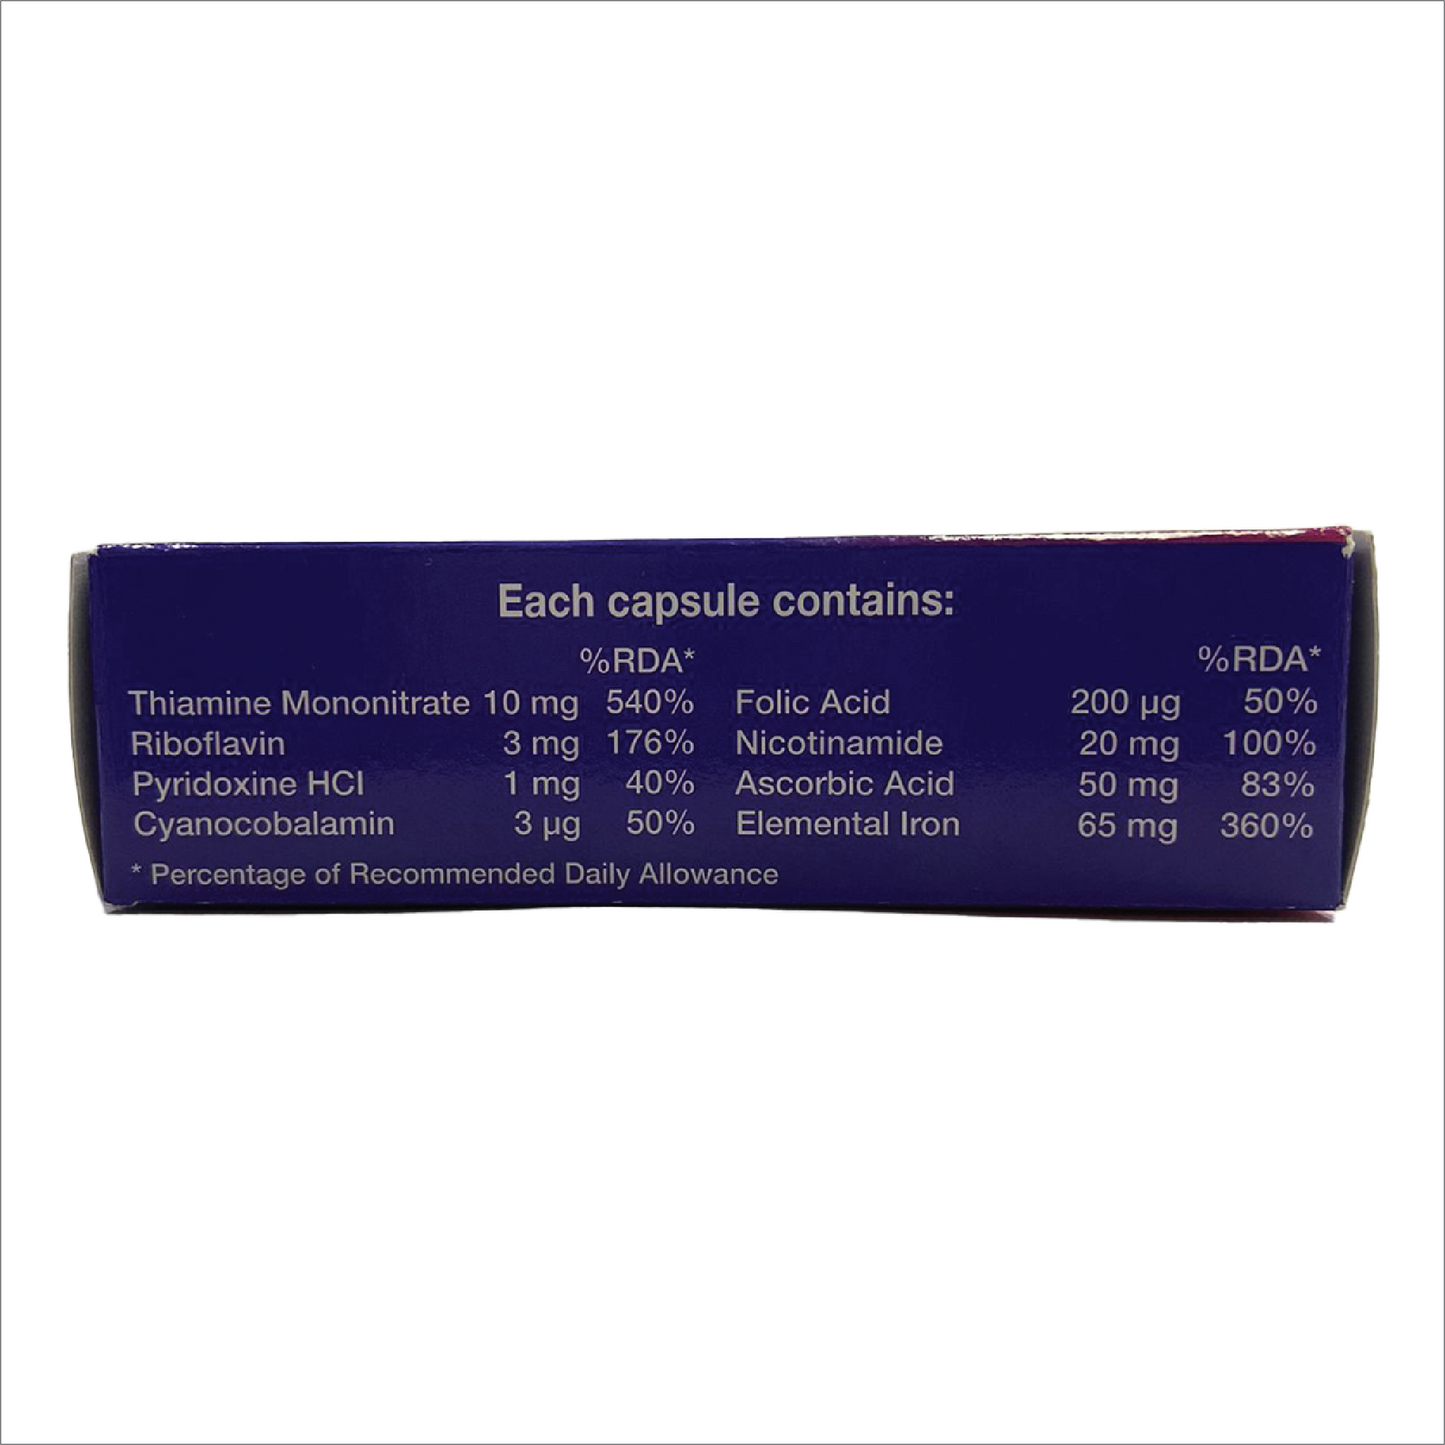 Each capsule contains:
%RDA* %RDA*
Thiamine Mononitrate 10 mg 540% Folic Acid 200 µg 50%
Riboflavin 3 mg 176% Nicotinamide 20 mg 100%
Pyridoxine HCl 1 mg 40% Ascorbic Acid 50 mg 83%
Cyanocobalamin 3 µg 50% Elemental Iron 65 mg 360%
* Percentage of Recommended Daily Allowance